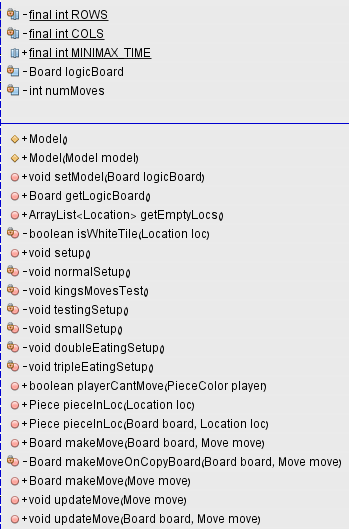 -final int ROWS
-final int COLS
+final int MINIMAX_TIME
-Board logicBoard
-int numMoves
+Model()
+Model(Model model)
+void setModel(Board logicBoard)
+Board getLogicBoard()
+ArrayList<Location> getEmptyLocs()
-boolean isWhiteTile(Location loc)
+void setup()
-void normalSetup()
-void kingsMovesTest()
-void testingSetup()
-void smallSetup()
-void doubleEatingSetup()
-void tripleEatingSetup()
+boolean playerCantMove(PieceColor player)
+Piece pieceInLoc(Location loc)
+Piece pieceInLoc(Board board, Location loc)
+Board makeMove(Board board, Move move)
-Board makeMoveOnCopyBoard(Board board, Move move)
+Board makeMove(Move move)
+void updateMove(Move move)
+void updateMove(Board board, Move move)